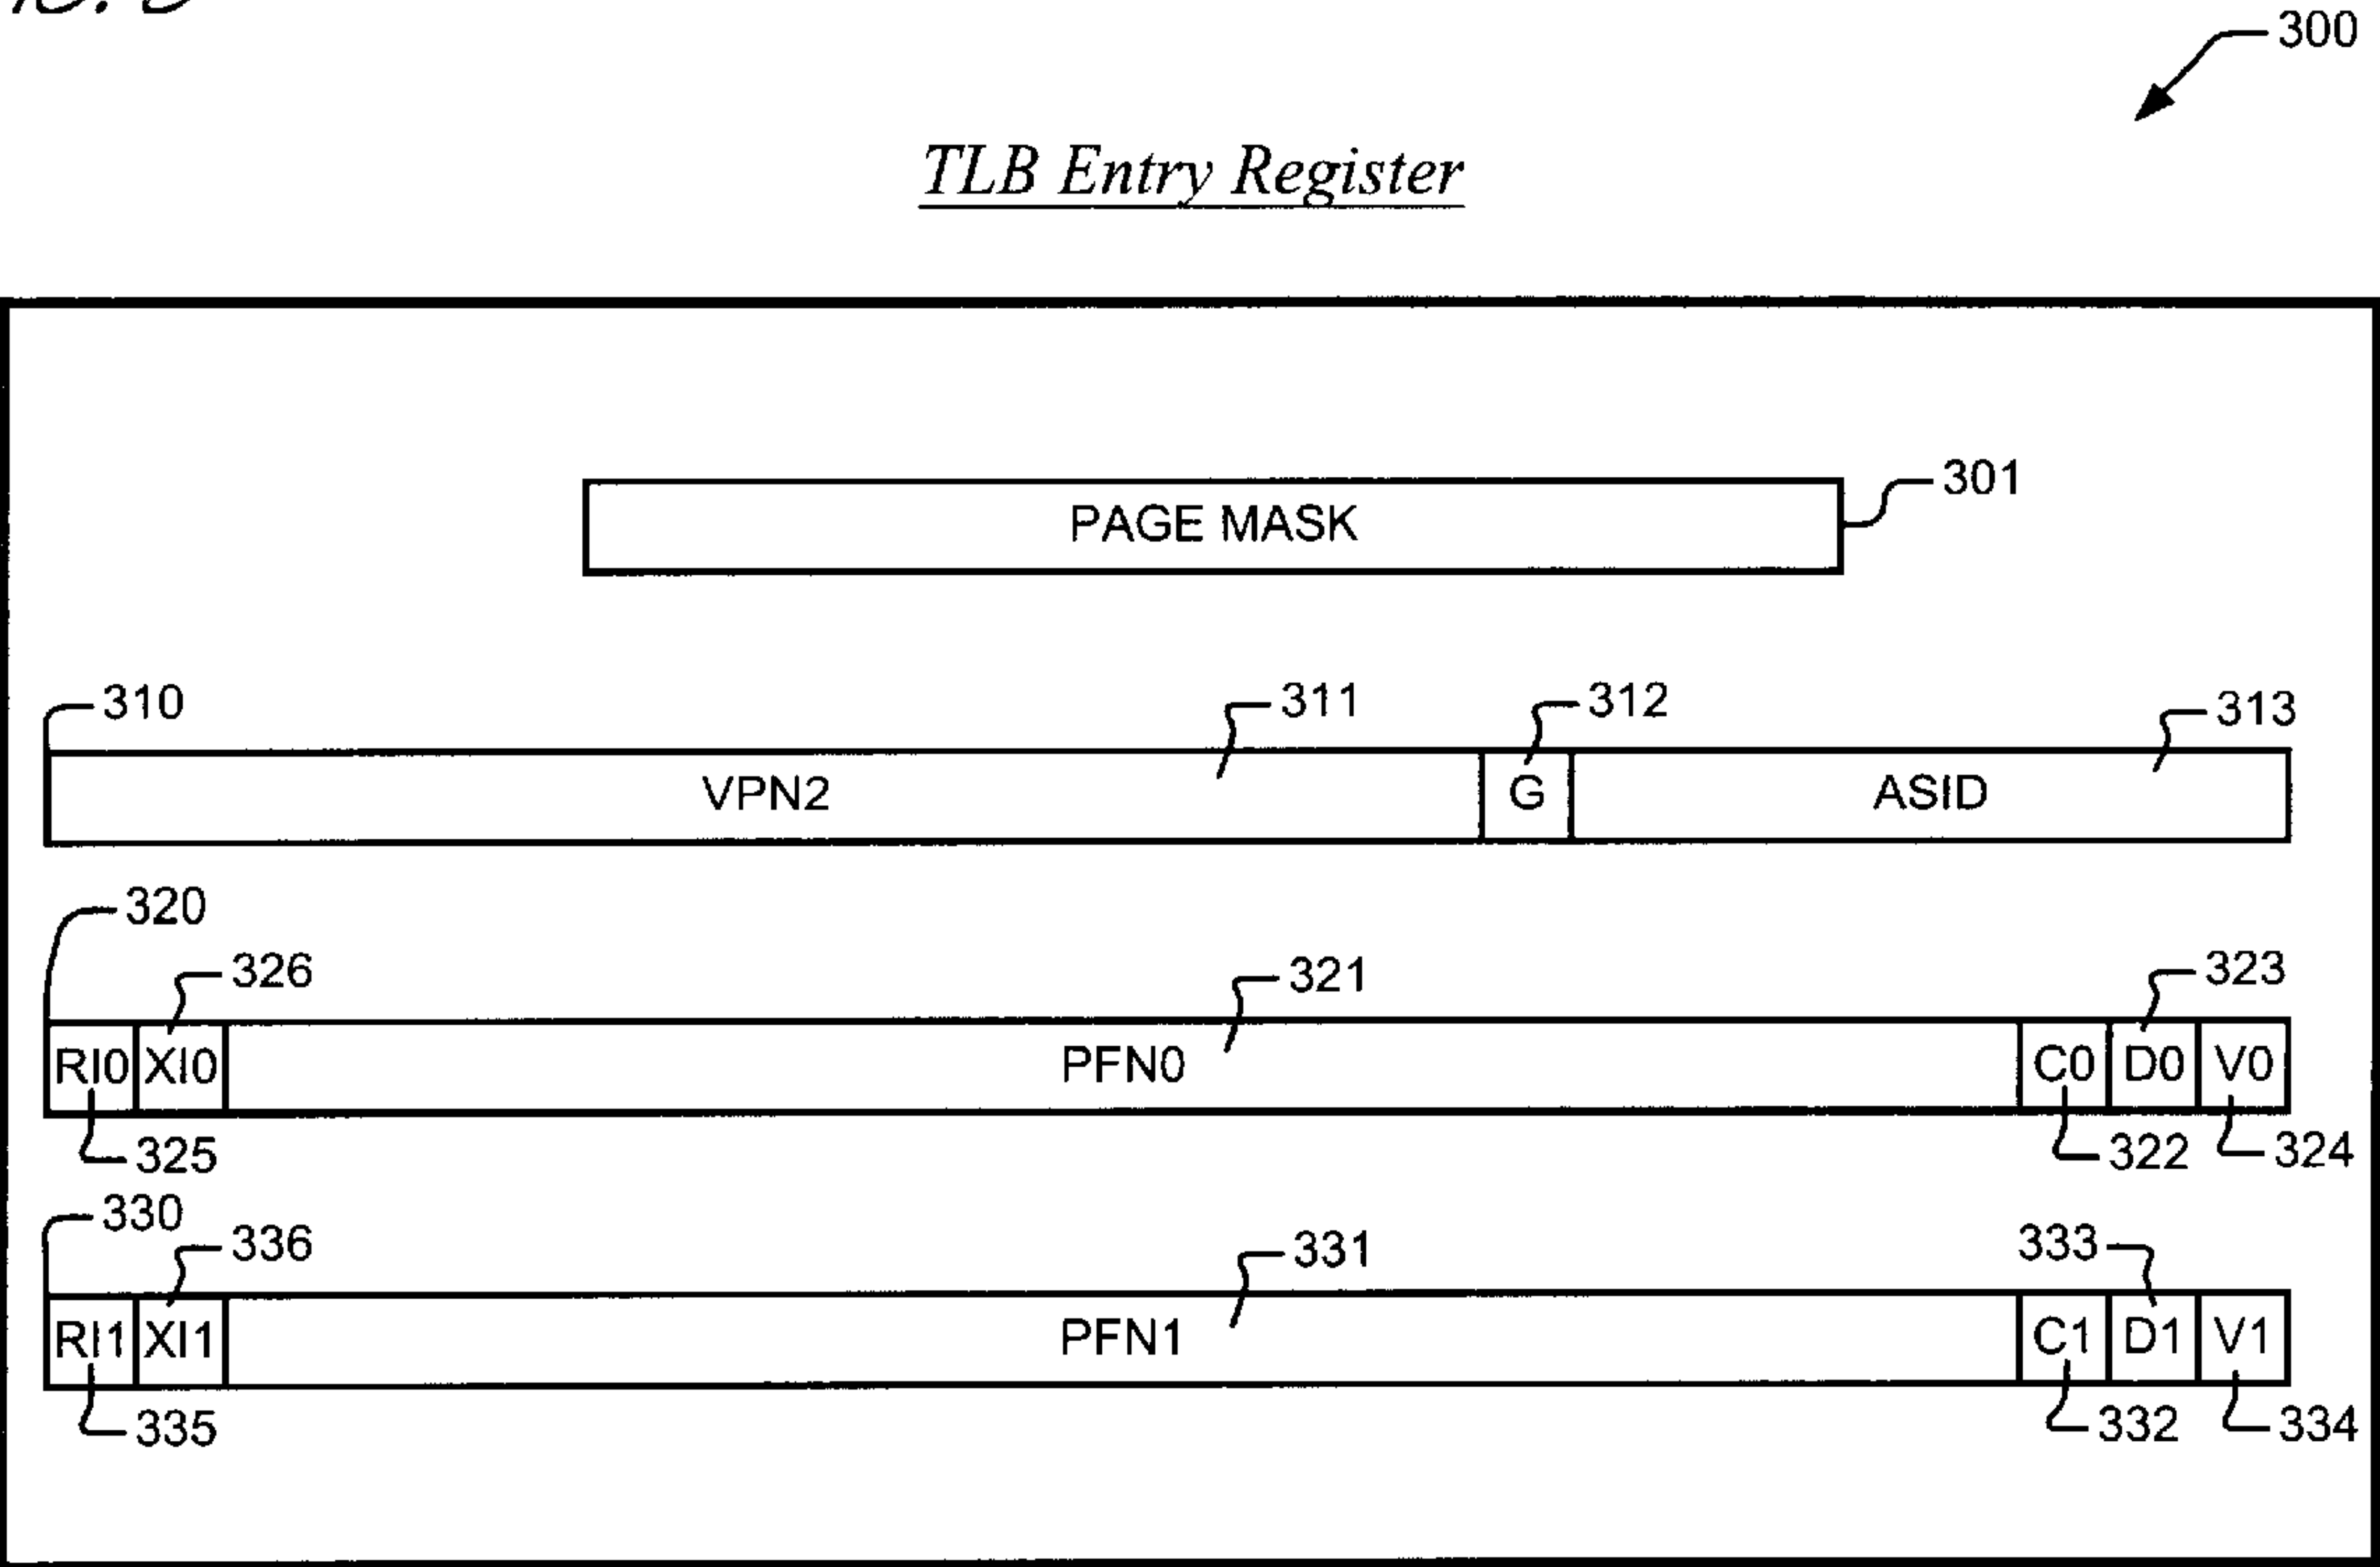 300
TLB Entry Register
PAGE MASK 301
310 311 312 313
VPN2 G ASID
320
326 321 323
RI0 XI0 PFN0 C0 D0 V0
325 322 324
330
336 331 333
RI1 XI1 PFN1 C1 D1 V1
335 332 334